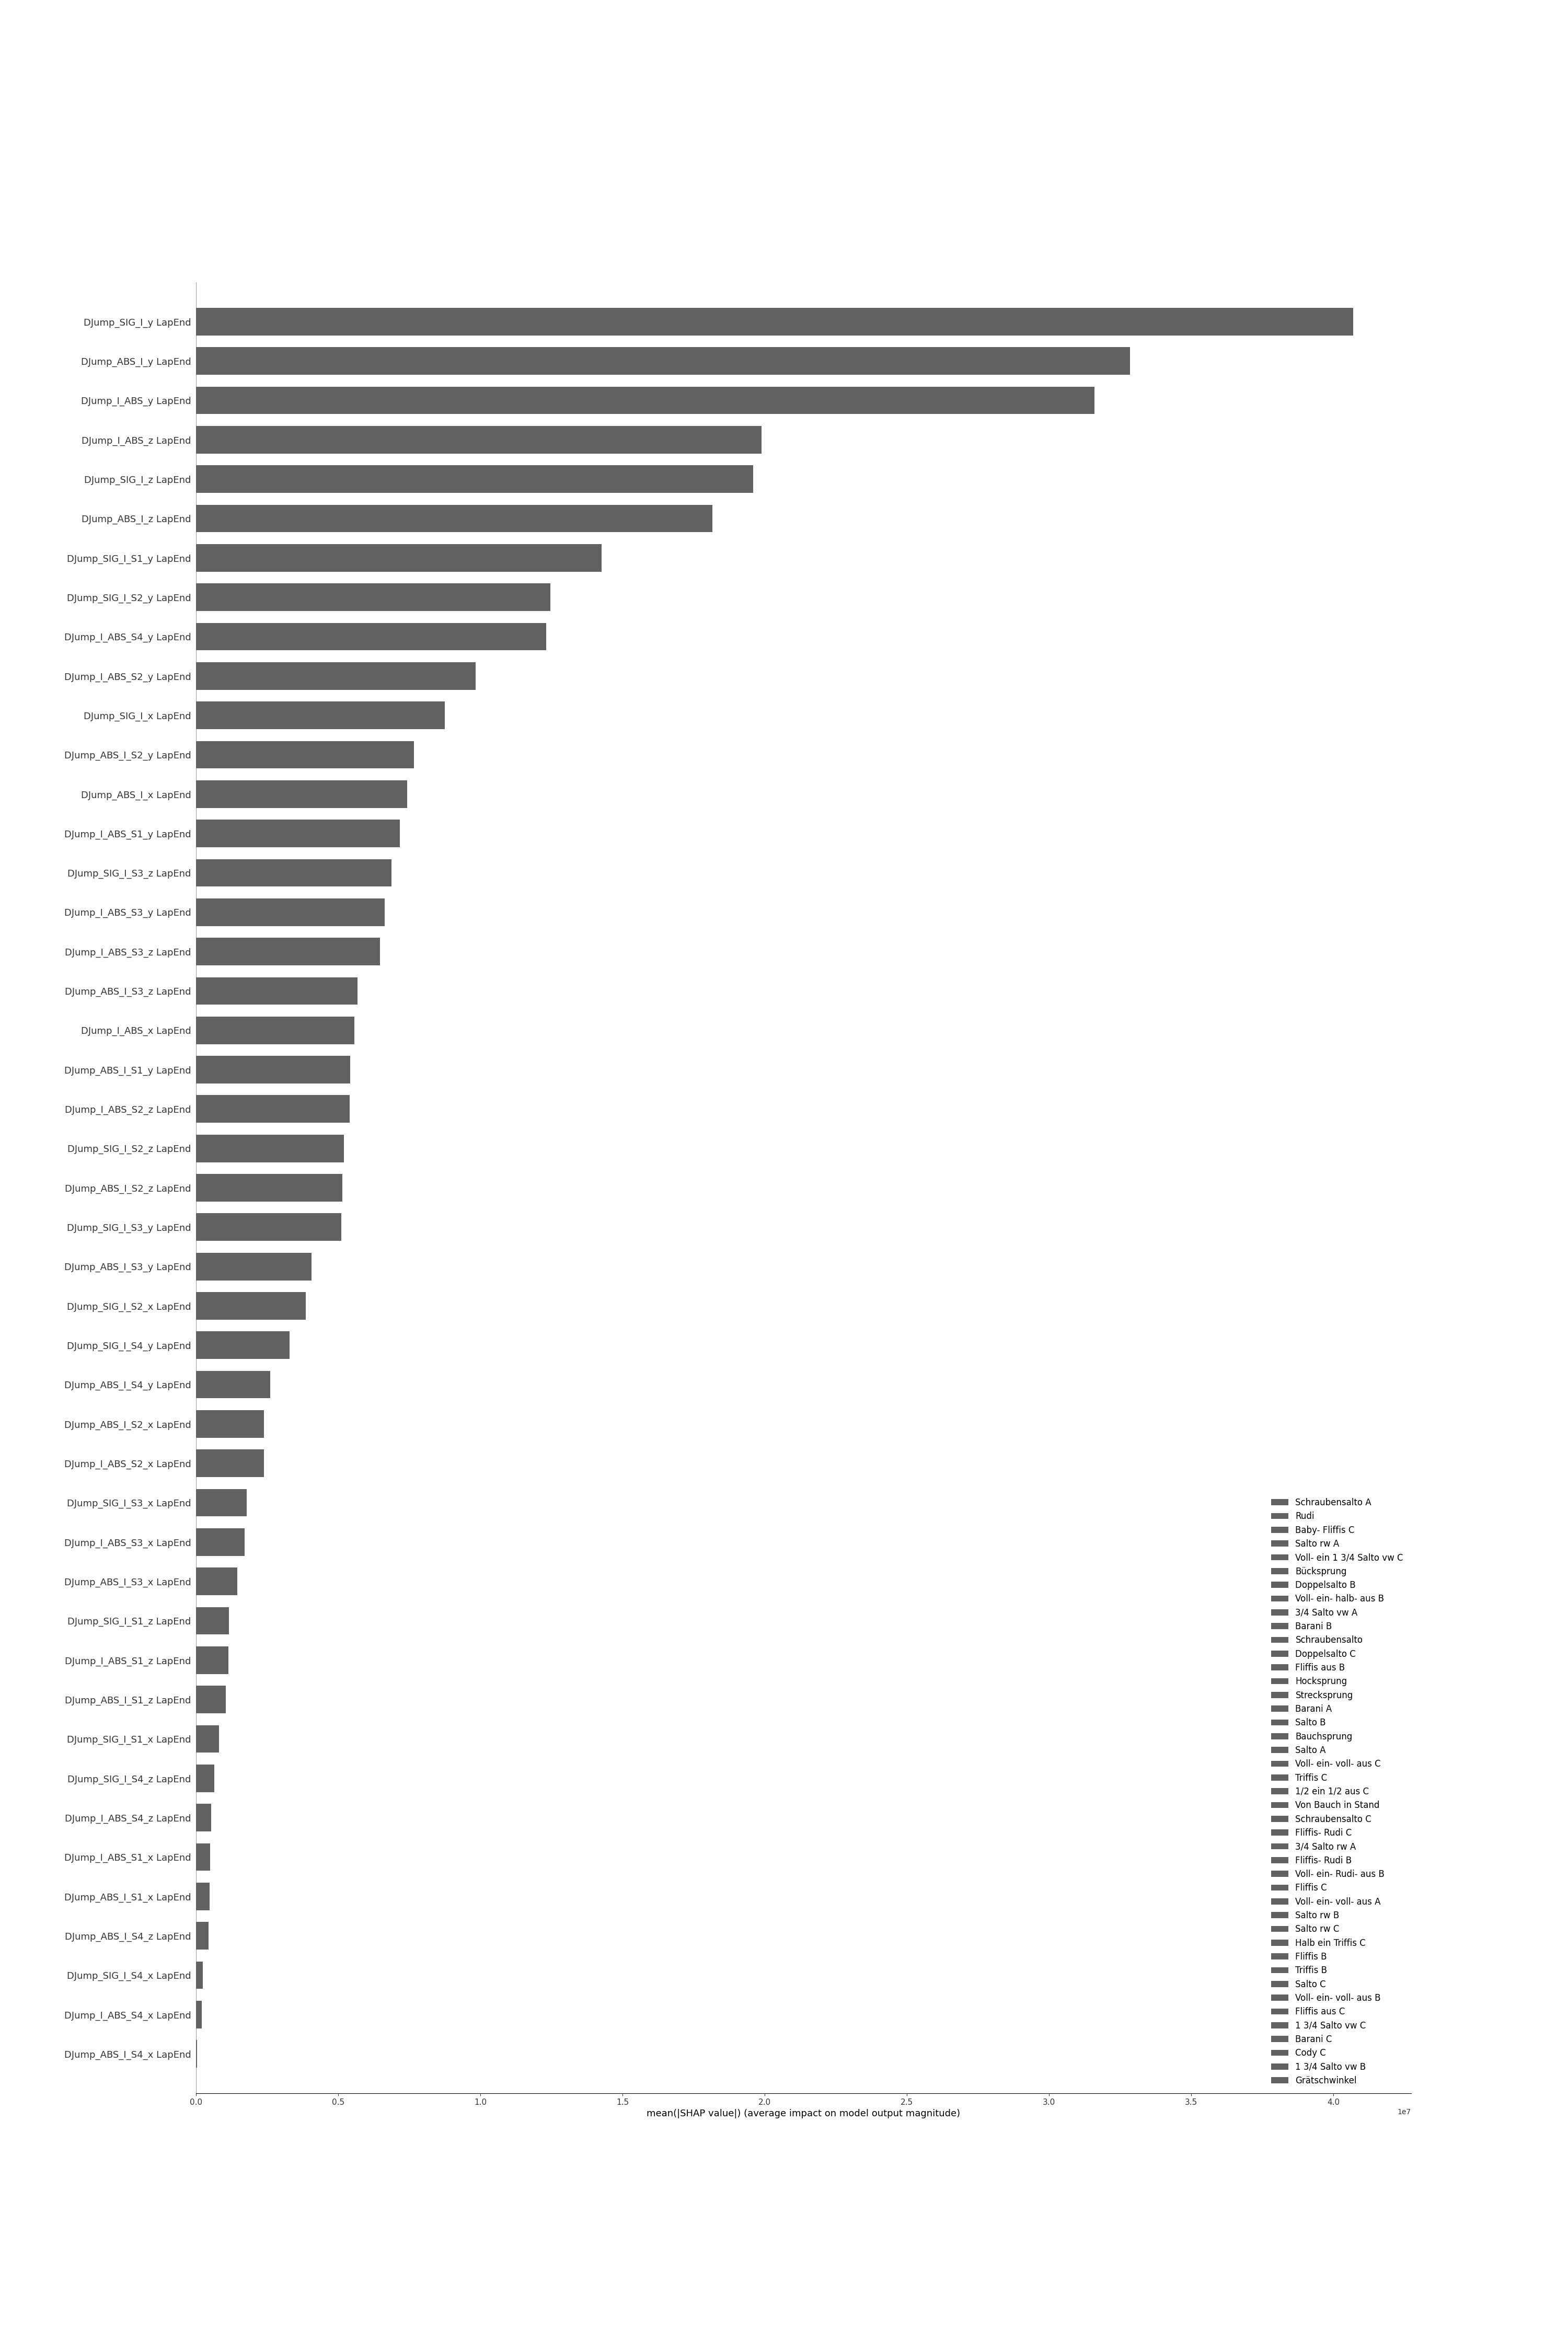 DJump_SIG_I_y LapEnd
DJump_ABS_I_y LapEnd
DJump_I_ABS_y LapEnd
DJump_I_ABS_z LapEnd
DJump_SIG_I_z LapEnd
DJump_ABS_I_z LapEnd
DJump_SIG_I_S1_y LapEnd
DJump_SIG_I_S2_y LapEnd
DJump_I_ABS_S4_y LapEnd
DJump_I_ABS_S2_y LapEnd
DJump_SIG_I_x LapEnd
DJump_ABS_I_S2_y LapEnd
DJump_ABS_I_x LapEnd
DJump_I_ABS_S1_y LapEnd
DJump_SIG_I_S3_z LapEnd
DJump_I_ABS_S3_y LapEnd
DJump_I_ABS_S3_z LapEnd
DJump_ABS_I_S3_z LapEnd
DJump_I_ABS_x LapEnd
DJump_ABS_I_S1_y LapEnd
DJump_I_ABS_S2_z LapEnd
DJump_SIG_I_S2_z LapEnd
DJump_ABS_I_S2_z LapEnd
DJump_SIG_I_S3_y LapEnd
DJump_ABS_I_S3_y LapEnd
DJump_SIG_I_S2_x LapEnd
DJump_SIG_I_S4_y LapEnd
DJump_ABS_I_S4_y LapEnd
DJump_ABS_I_S2_x LapEnd
DJump_I_ABS_S2_x LapEnd
DJump_SIG_I_S3_x LapEnd
DJump_I_ABS_S3_x LapEnd
DJump_ABS_I_S3_x LapEnd
DJump_SIG_I_S1_z LapEnd
DJump_I_ABS_S1_z LapEnd
DJump_ABS_I_S1_z LapEnd
DJump_SIG_I_S1_x LapEnd
DJump_SIG_I_S4_z LapEnd
DJump_I_ABS_S4_z LapEnd
DJump_I_ABS_S1_x LapEnd
DJump_ABS_I_S1_x LapEnd
DJump_ABS_I_S4_z LapEnd
DJump_SIG_I_S4_x LapEnd
DJump_I_ABS_S4_x LapEnd
DJump_ABS_I_S4_x LapEnd
Schraubensalto A
Rudi
Baby- Fliffis C
Salto rw A
Voll- ein 1 3/4 Salto vw C
Bücksprung
Doppelsalto B
Voll- ein- halb- aus B
3/4 Salto vw A
Barani B
Schraubensalto
Doppelsalto C
Fliffis aus B
Hocksprung
Strecksprung
Barani A
Salto B
Bauchsprung
Salto A
Voll- ein- voll- aus C
Triffis C
1/2 ein 1/2 aus C
Von Bauch in Stand
Schraubensalto C
Fliffis- Rudi C
3/4 Salto rw A
Fliffis- Rudi B
Voll- ein- Rudi- aus B
Fliffis C
Voll- ein- voll- aus A
Salto rw B
Salto rw C
Halb ein Triffis C
Fliffis B
Triffis B
Salto C
Voll- ein- voll- aus B
Fliffis aus C
1 3/4 Salto vw C
Barani C
Cody C
1 3/4 Salto vw B
Grätschwinkel
0.0 0.5 1.0 1.5 2.0 2.5 3.0 3.5 4.0
1e7
mean(|SHAP value|) (average impact on model output magnitude)